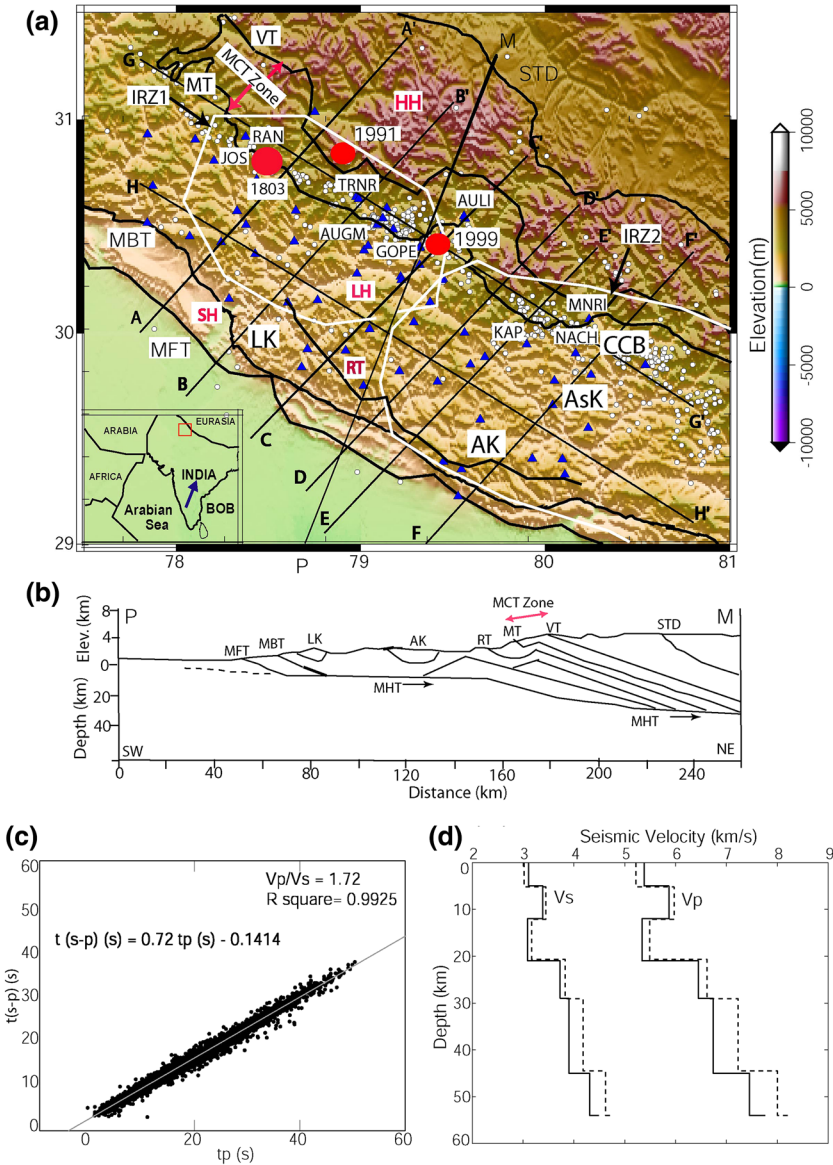 (a)
VT
A'
M
G
MCT Zone
STD
MT
HH
IRZ1
B'
31
RAN
1991
C'
JOS
1803
TRNR
H
AULI
D'
AUGM
1999
E'
IRZ2
F'
MBT
GOPE
LH
MNRI
A
SH
KAP
NACH
30
CCB
MFT
LK
RT
B
AsK
G'
C
AK
D
H'
E
F
29
78
79
80
81
P
EURASIA
ARABIA
AFRICA
INDIA
Arabian
Sea
BOB
10000
5000
0
-5000
-10000
Elevation(m)
(b)
P
M
MCT Zone
8
4
0
20
40
Elev. (km)
Depth (km)
MFT
MBT
LK
AK
RT
MT
VT
STD
MHT
MHT
SW
NE
0 40 80 120 160 200 240
Distance (km)
(c)
60
50
40
30
20
10
0
t(s-p) (s)
Vp/Vs = 1.72
R square= 0.9925
t (s-p) (s) = 0.72 tp (s) - 0.1414
0 20 40 60
tp (s)
(d)
Seismic Velocity (km/s)
2 3 4 5 6 7 8 9
0
10
20
30
40
50
60
Depth (km)
Vs
Vp